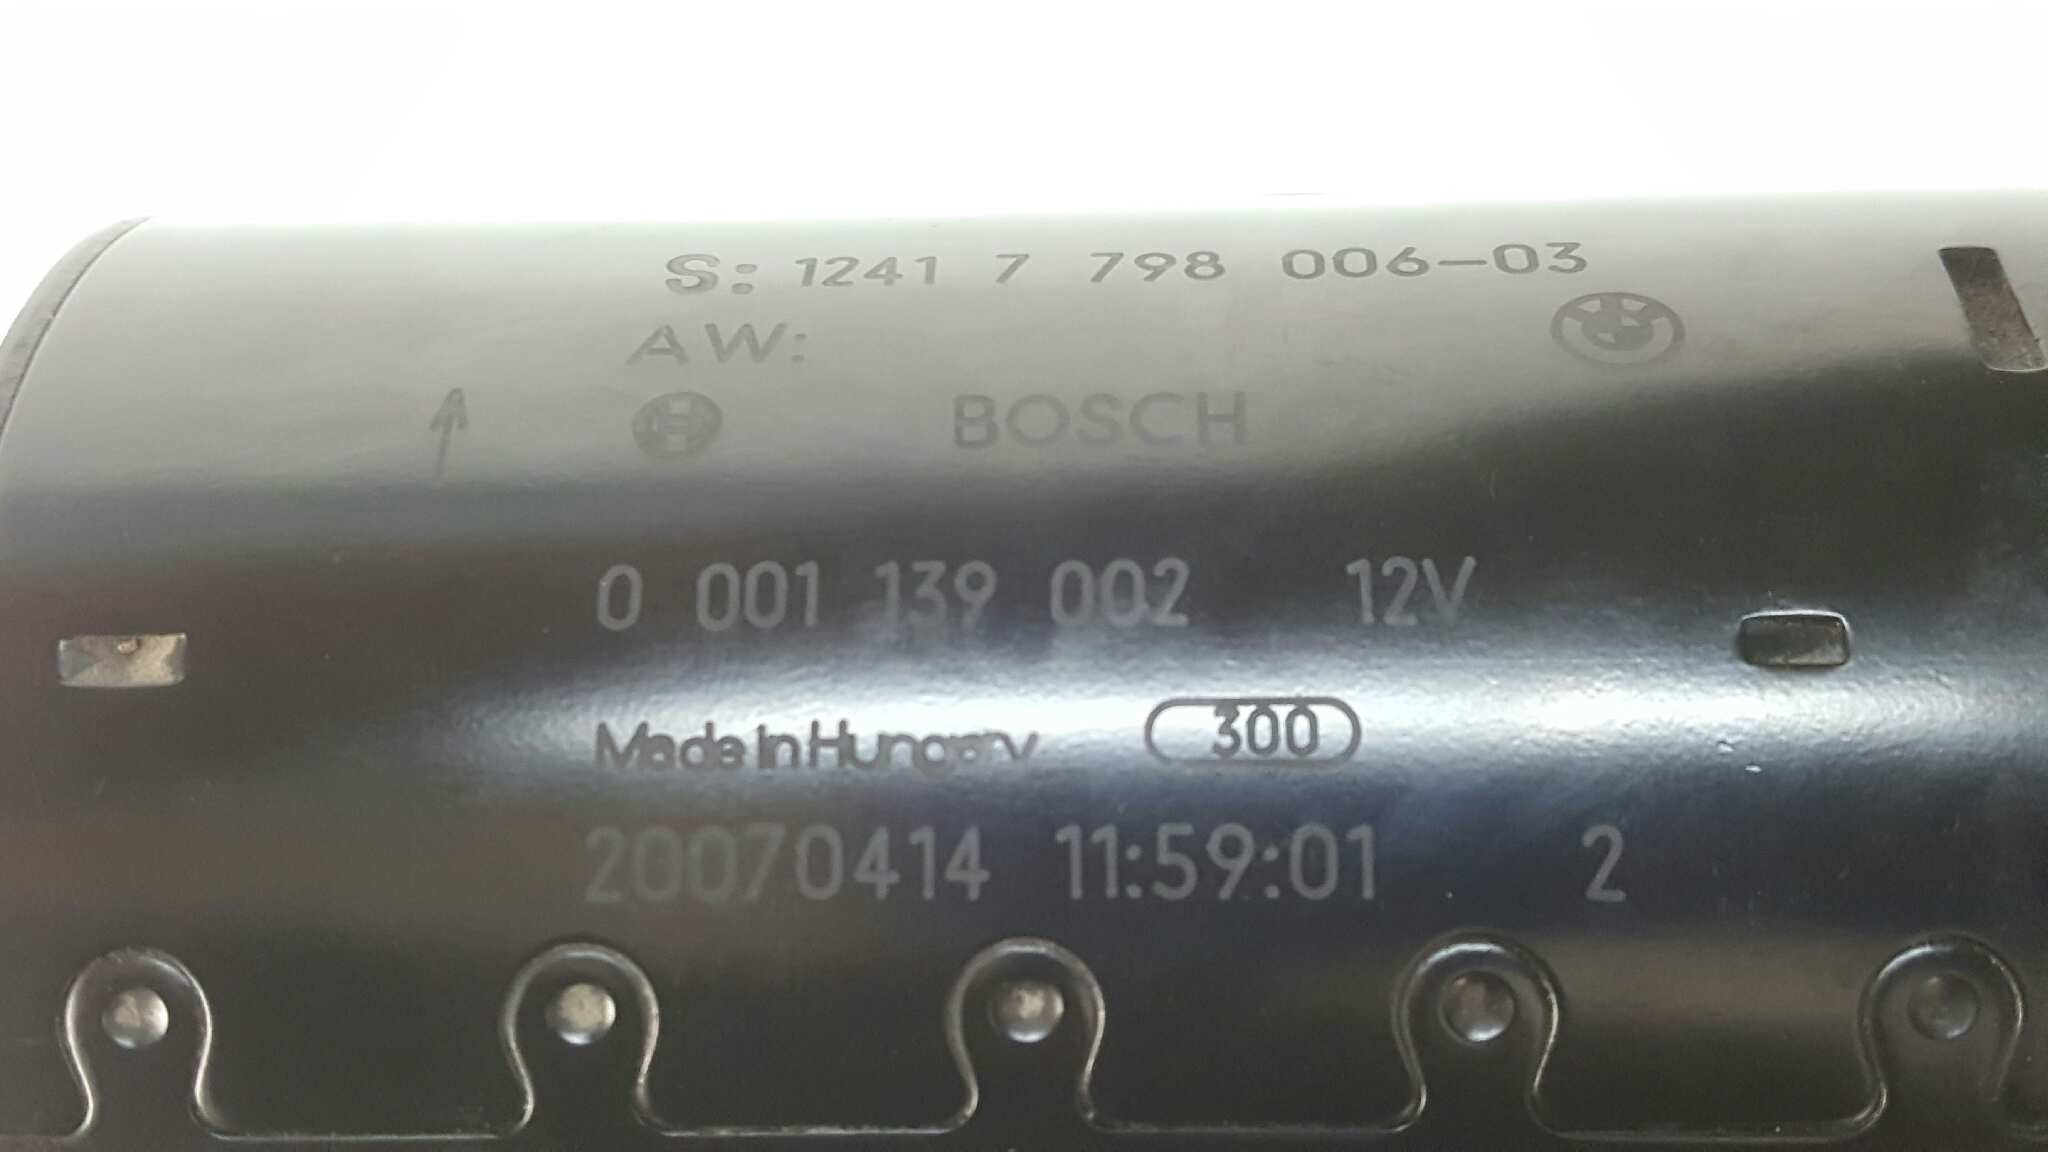 S: 1241 7 798 006-03
AW:
BOSCH
0 001 139 002 12V
Made in Hungary 300
20070414 11:59:01 2